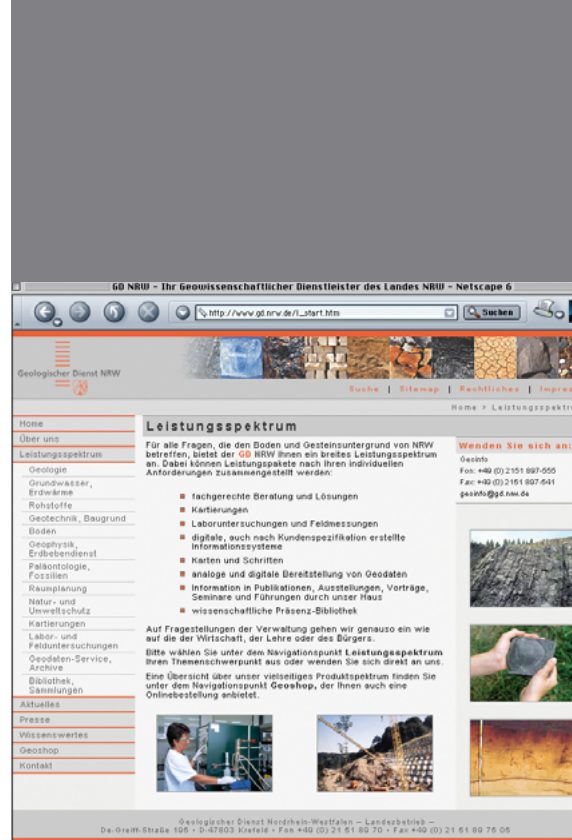 GD NRW – Ihr Geowissenschaftlicher Dienstleister des Landes NRW – Netscape 6
http://www.gd.nrw.de/l_start.htm
Suchen
Geologischer Dienst NRW
Suche | Sitemap | Rechtliches | Impres
Home > Leistungsspektru
Home
Über uns
Leistungsspektrum
Geologie
Grundwasser,
Erdwärme
Rohstoffe
Geotechnik, Baugrund
Boden
Geophysik,
Erdbebendienst
Paläontologie,
Fossilien
Raumplanung
Natur- und
Umweltschutz
Kartierungen
Labor- und
Felduntersuchungen
Geodaten-Service,
Archive
Bibliothek,
Sammlungen
Aktuelles
Presse
Wissenswertes
Geoshop
Kontakt
Leistungsspektrum
Für alle Fragen, die den Boden und Gesteinsuntergrund von NRW
betreffen, bietet der GD NRW Ihnen ein breites Leistungsspektrum
an. Dabei können Leistungspakete nach Ihren individuellen
Anforderungen zusammengestellt werden:
fachgerechte Beratung und Lösungen
Kartierungen
Laboruntersuchungen und Feldmessungen
digitale, auch nach Kundenspezifikation erstellte
Informationssysteme
Karten und Schriften
analoge und digitale Bereitstellung von Geodaten
Information in Publikationen, Ausstellungen, Vorträge,
Seminare und Führungen durch unser Haus
wissenschaftliche Präsenz-Bibliothek
Auf Fragestellungen der Verwaltung gehen wir genauso ein wie
auf die der Wirtschaft, der Lehre oder des Bürgers.
Bitte wählen Sie unter dem Navigationspunkt Leistungsspektrum
Ihren Themenschwerpunkt aus oder wenden Sie sich direkt an uns.
Eine Übersicht über unser vielseitiges Produktspektrum finden Sie
unter dem Navigationspunkt Geoshop, der Ihnen auch eine
Onlinebestellung anbietet.
Wenden Sie sich an:
Geoinfo
Fon: +49 (0) 2151 897-555
Fax: +49 (0) 2151 897-541
geoinfo@gd.nrw.de
Geologischer Dienst Nordrhein-Westfalen – Landesbetrieb –
De-Greiff-Straße 195 • D-47803 Krefeld • Fon +49 (0) 21 51 89 70 • Fax +49 (0) 21 51 89 75 05